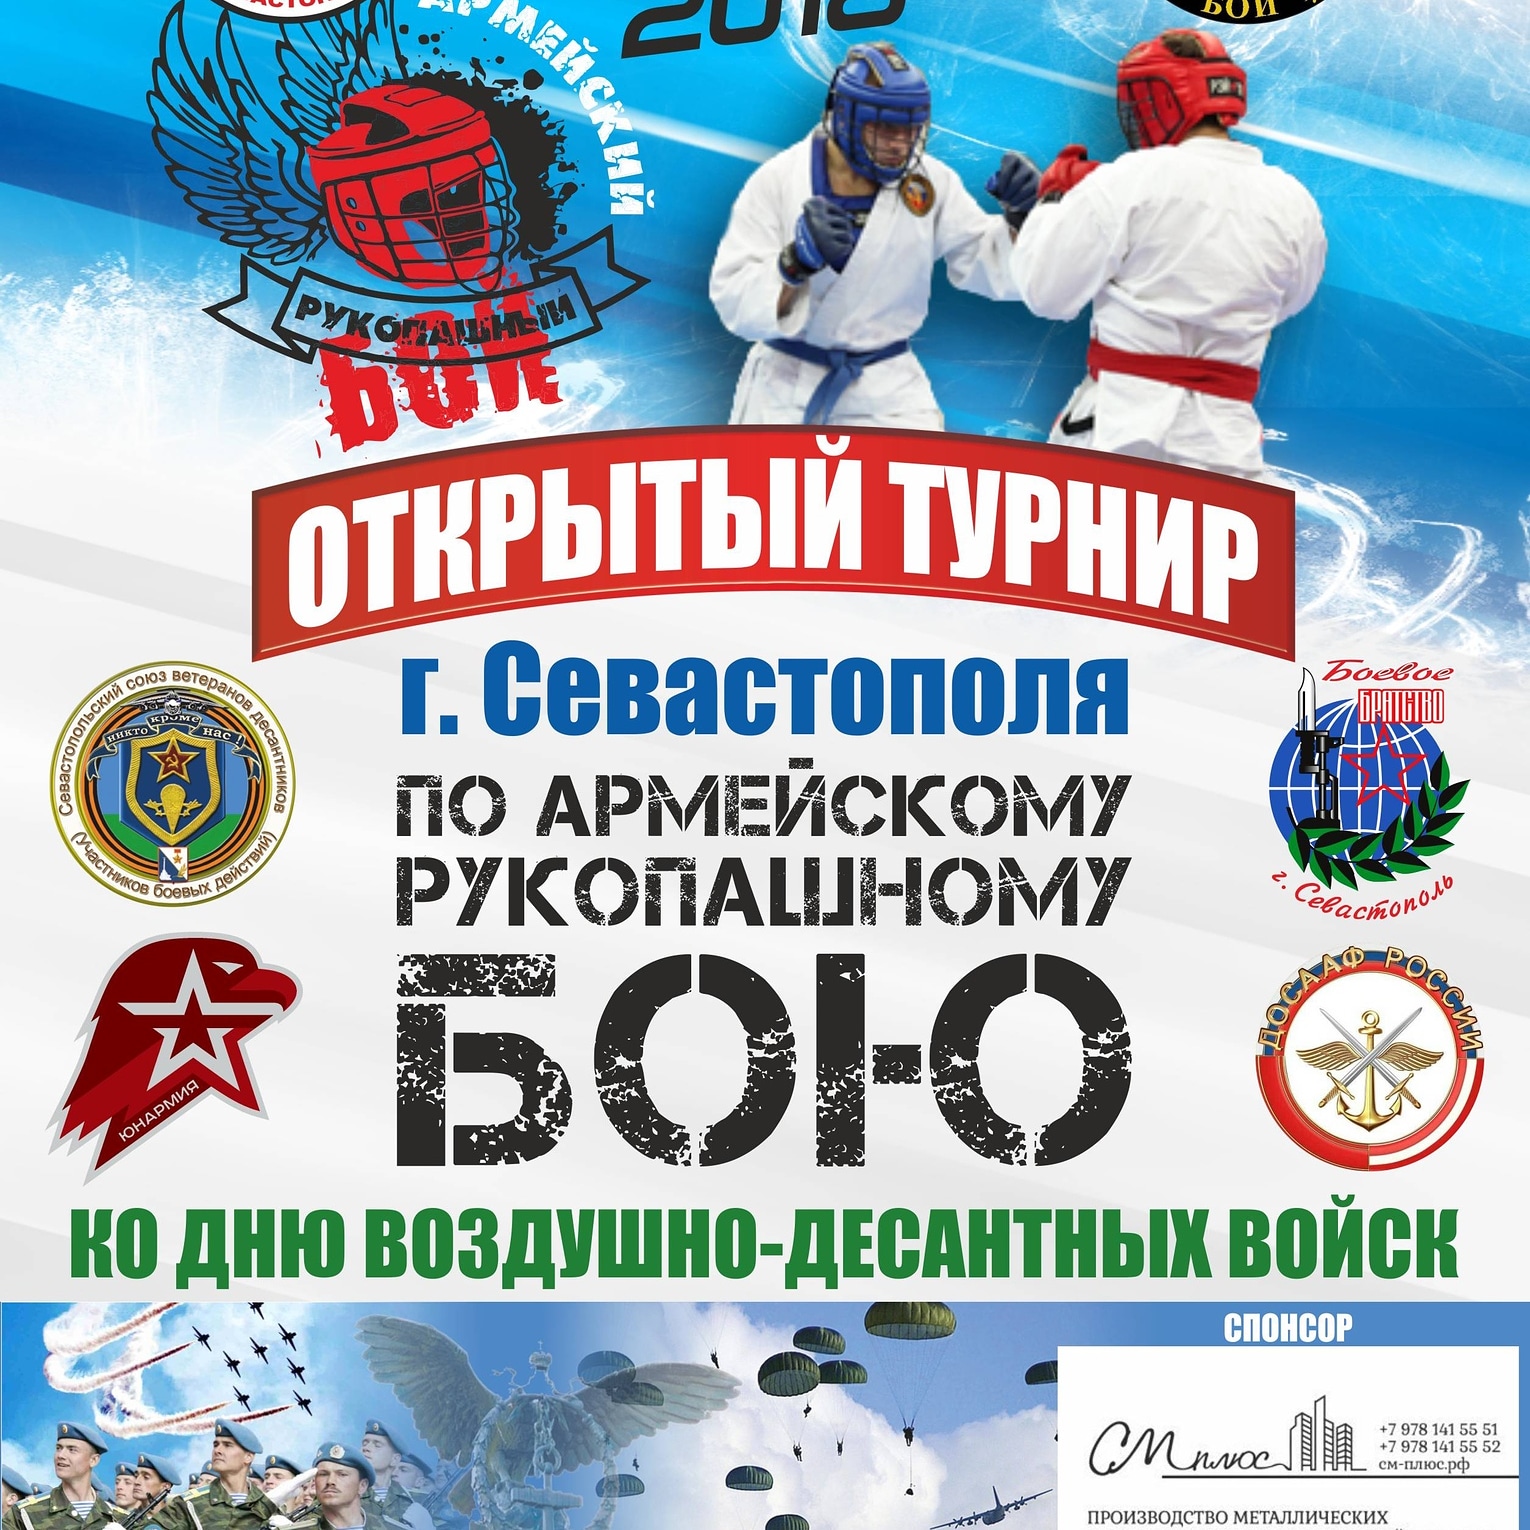 АРМЕЙСКИЙ
РУКОПАШНЫЙ
БОЙ
БОИ
РЭЙ
ОТКРЫТЫЙ ТУРНИР
г. Севастополя
ПО АРМЕЙСКОМУ
РУКОПАШНОМУ
БОЮ
Севастопольский союз ветеранов десантников
никто кроме нас
(Участников боевых действий)
Боевое
БРАТСТВО
г. Севастополь
ЮНАРМИЯ
ДОСААФ РОССИИ
КО ДНЮ ВОЗДУШНО-ДЕСАНТНЫХ ВОЙСК
СПОНСОР
СМ плюс
+7 978 141 55 51
+7 978 141 55 52
см-плюс.рф
ПРОИЗВОДСТВО МЕТАЛЛИЧЕСКИХ